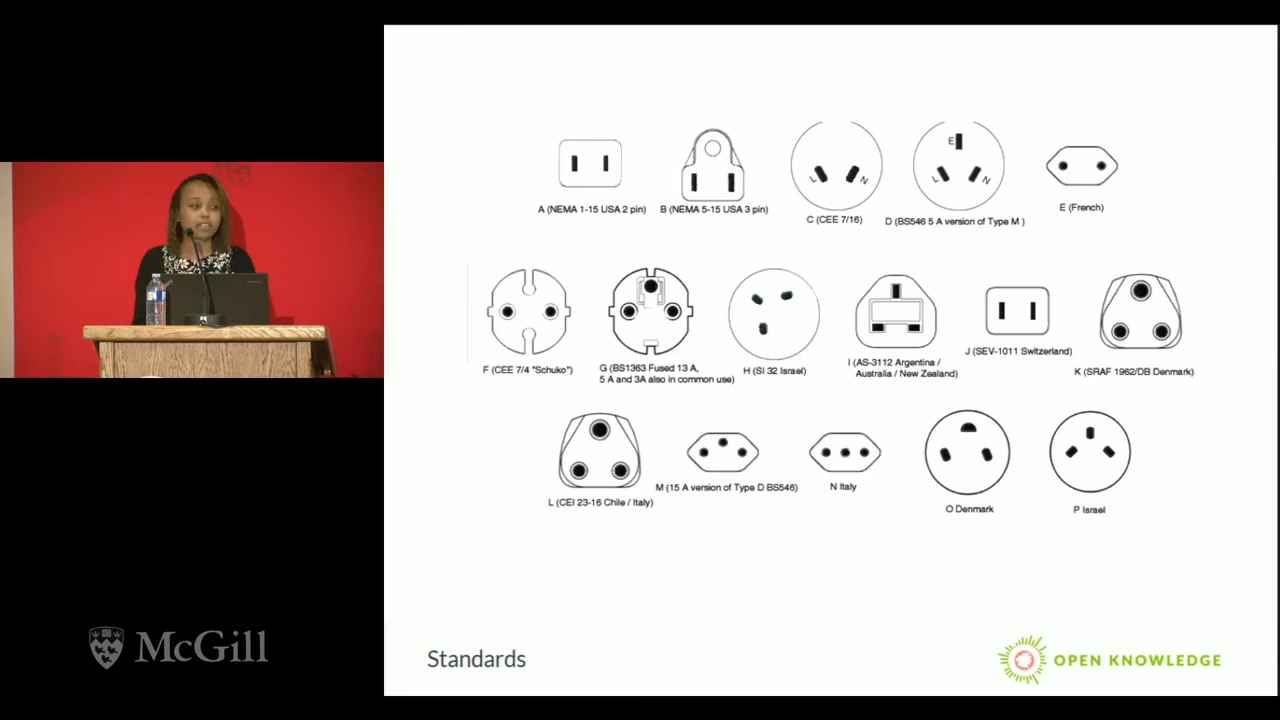 A (NEMA 1-15 USA 2 pin)
B (NEMA 5-15 USA 3 pin)
L
N
C (CEE 7/16)
E
L
N
D (BS546 5 A version of Type M )
E (French)
F (CEE 7/4 "Schuko")
G (BS1363 Fused 13 A,
5 A and 3A also in common use)
H (SI 32 Israel)
I (AS-3112 Argentina /
Australia / New Zealand)
J (SEV-1011 Switzerland)
K (SRAF 1962/DB Denmark)
L (CEI 23-16 Chile / Italy)
M (15 A version of Type D BS546)
N Italy
O Denmark
P Israel
McGill
Standards
OPEN KNOWLEDGE